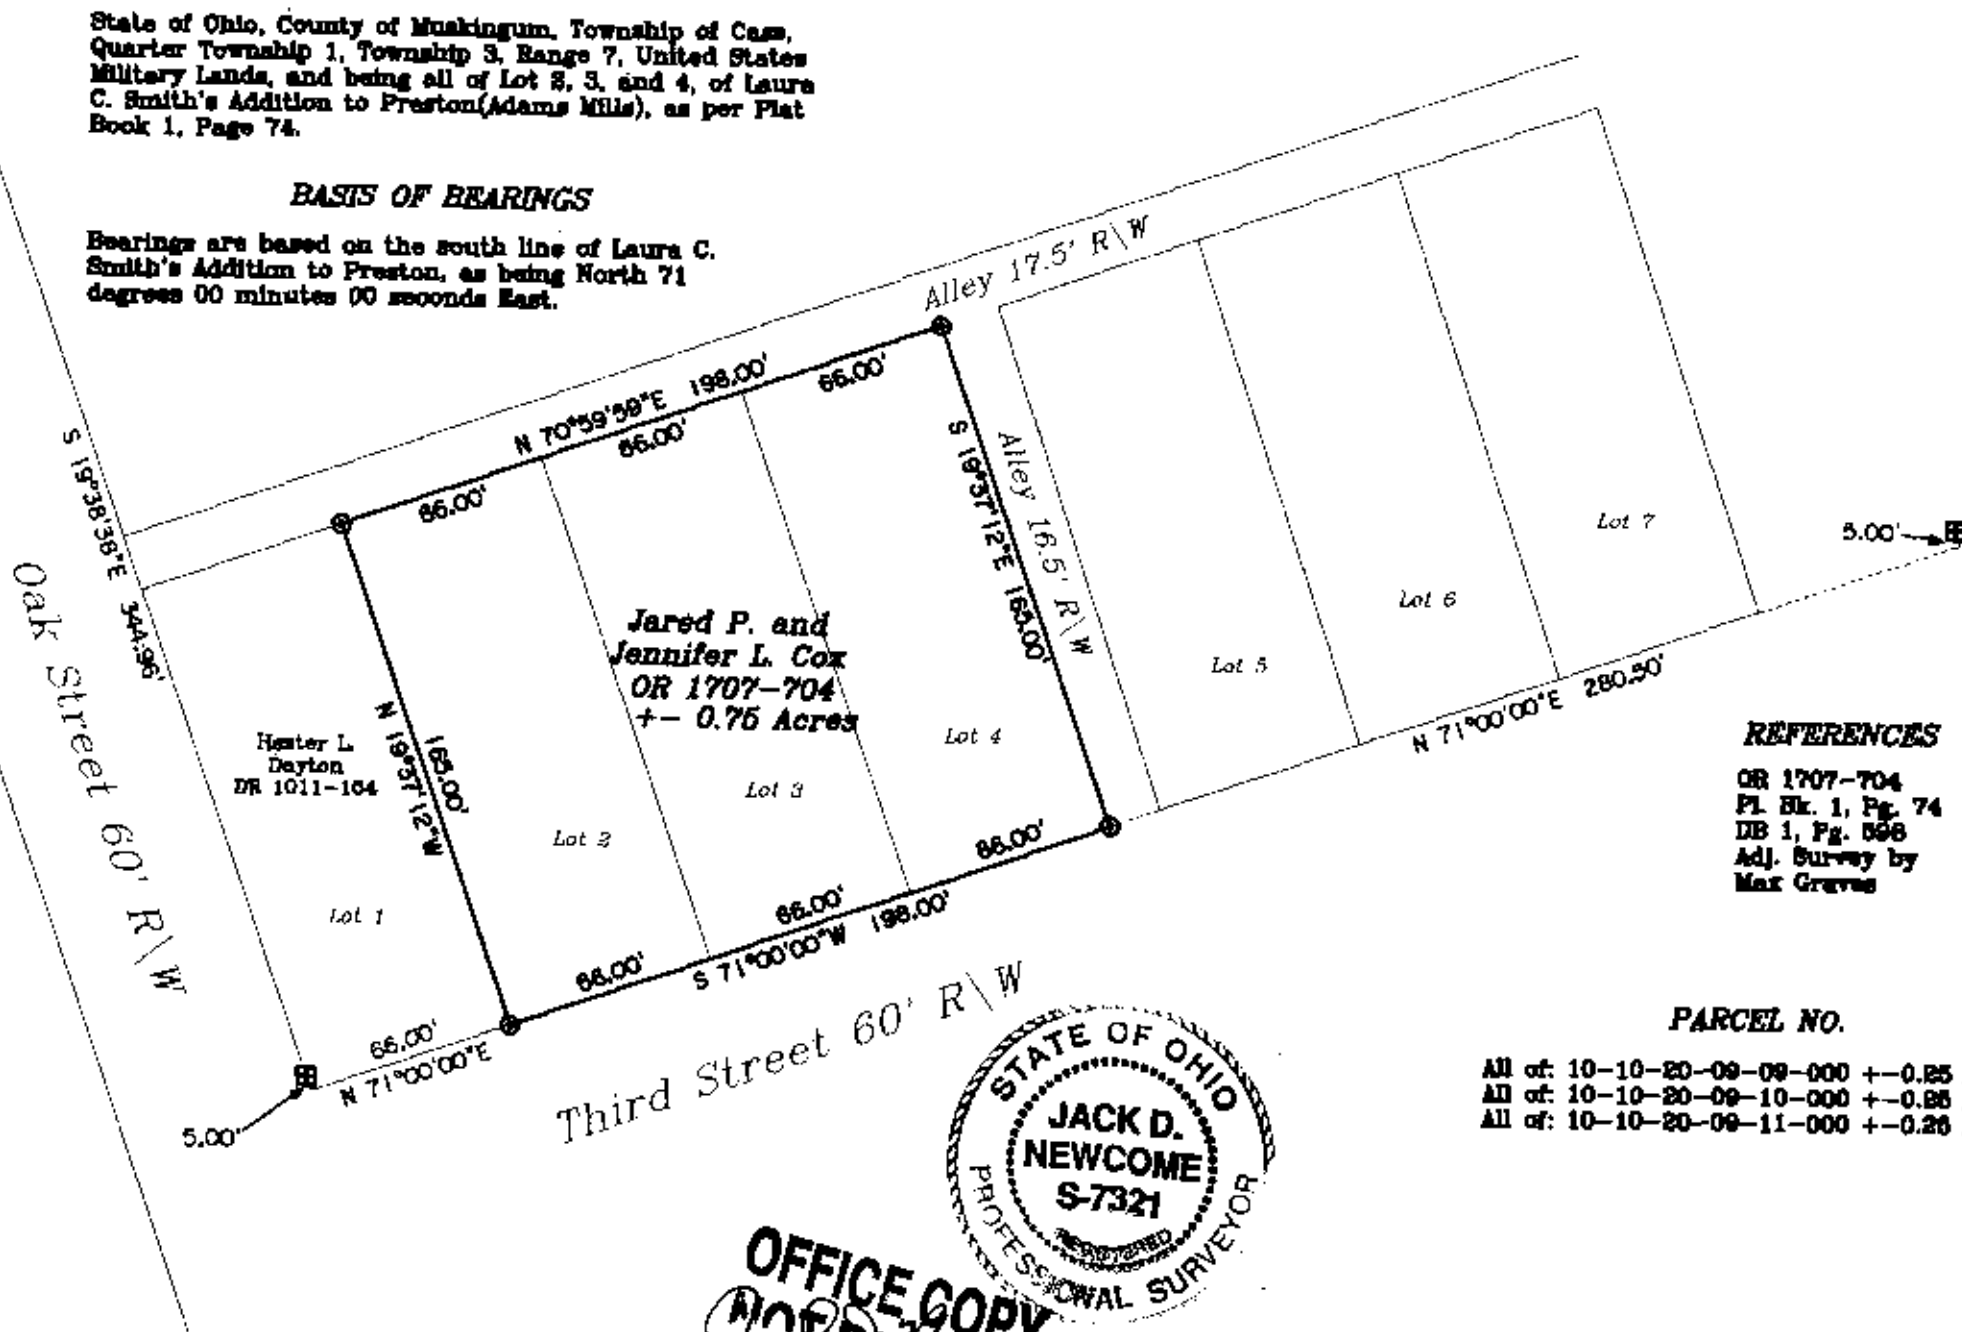 State of Ohio, County of Muskingum, Township of Cass,
Quarter Township 1, Township 3, Range 7, United States
Military Lands, and being all of Lot 2, 3, and 4, of Laura
C. Smith's Addition to Preston(Adams Mills), as per Plat
Book 1, Page 74.
BASIS OF BEARINGS
Bearings are based on the south line of Laura C.
Smith's Addition to Preston, as being North 71
degrees 00 minutes 00 seconds East.
Alley 17.5' R\W
N 70°59'59"E 198.00'
66.00'
66.00'
66.00'
S 19°38'38"E 344.96'
Oak Street 60' R\W
S 19°37'12"E 165.00'
Alley 16.5' R\W
N 19°37'12"W
165.00'
Jared P. and
Jennifer L. Cox
OR 1707-704
+- 0.75 Acres
Hester L.
Dayton
DR 1011-164
Lot 1
Lot 2
Lot 3
Lot 4
Lot 5
Lot 6
Lot 7
5.00'
N 71°00'00"E 280.50'
66.00'
66.00'
66.00'
S 71°00'00"W 198.00'
66.00'
N 71°00'00"E
5.00'
Third Street 60' R\W
REFERENCES
OR 1707-704
Pl. Bk. 1, Pg. 74
DB 1, Pg. 598
Adj. Survey by
Max Graves
PARCEL NO.
All of: 10-10-20-09-09-000 +-0.25
All of: 10-10-20-09-10-000 +-0.25
All of: 10-10-20-09-11-000 +-0.25
STATE OF OHIO
JACK D.
NEWCOME
S-7321
REGISTERED
PROFESSIONAL SURVEYOR
OFFICE COPY
NOT